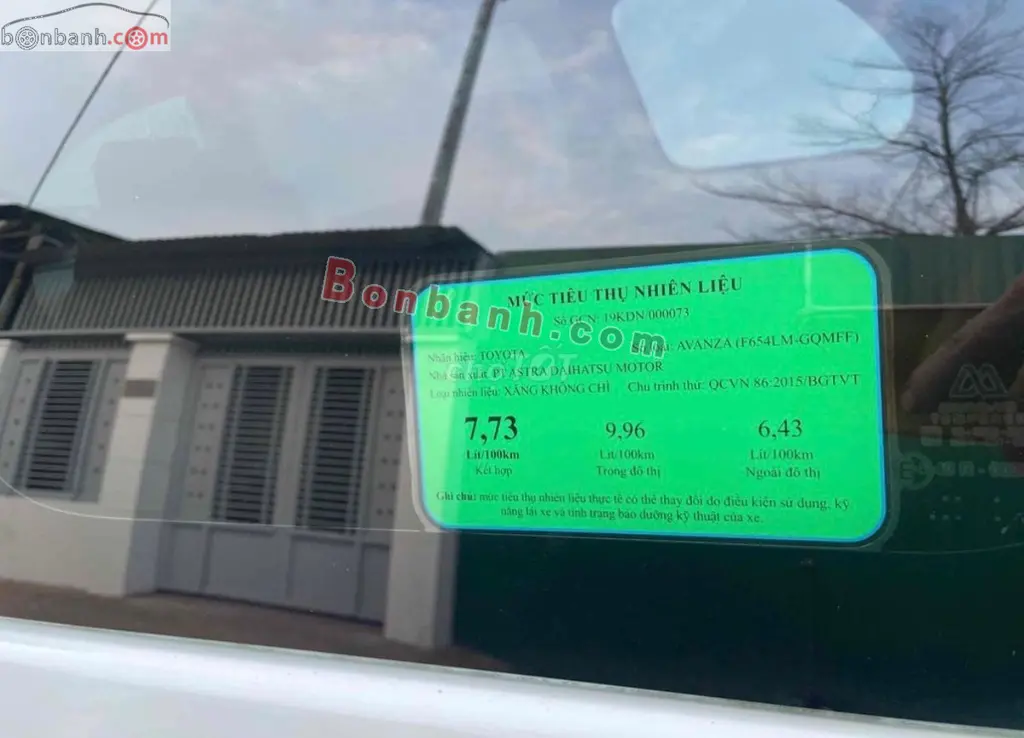 bonbanh.com
Bonbanh.com
MỨC TIÊU THỤ NHIÊN LIỆU
Số GCN: 19KDN/000073
Nhãn hiệu: TOYOTA AVANZA (F654LM-GQMFF)
Nhà sản xuất: PT ASTRA DAIHATSU MOTOR
Loại nhiên liệu: XĂNG KHÔNG CHÌ Chu trình thử: QCVN 86:2015/BGTVT
7,73 9,96 6,43
Lít/100km Lít/100km Lít/100km
Kết hợp Trong đô thị Ngoài đô thị
Ghi chú: mức tiêu thụ nhiên liệu thực tế có thể thay đổi do điều kiện sử dụng, kỹ
năng lái xe và tình trạng bảo dưỡng kỹ thuật của xe.